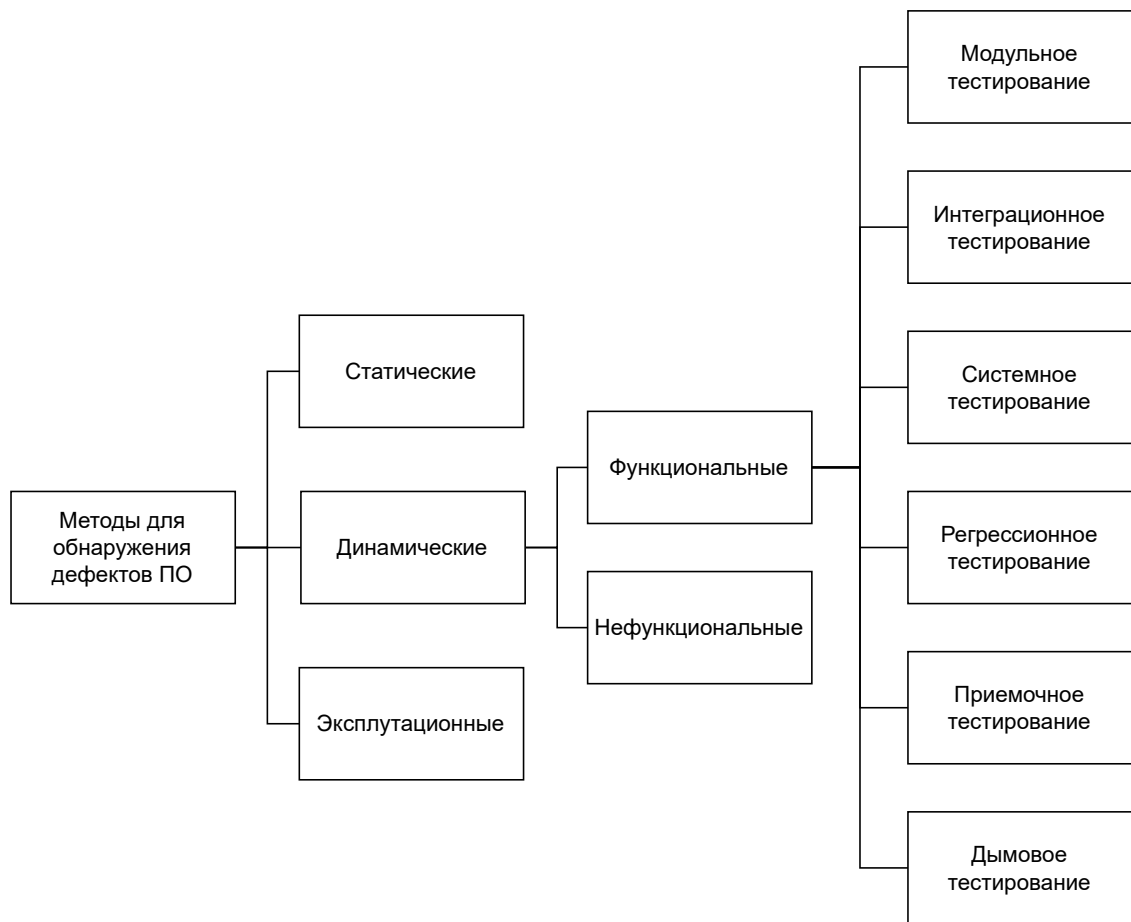 Методы для
обнаружения
дефектов ПО
Статические
Динамические
Эксплутационные
Функциональные
Нефункциональные
Модульное
тестирование
Интеграционное
тестирование
Системное
тестирование
Регрессионное
тестирование
Приемочное
тестирование
Дымовое
тестирование